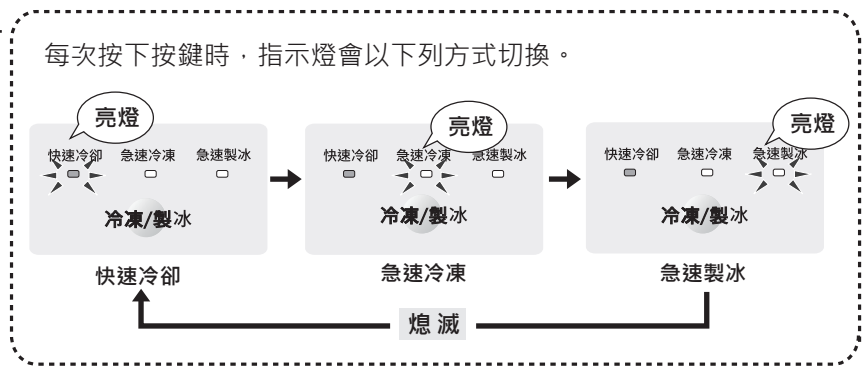 每次按下按鍵時，指示燈會以下列方式切換。
亮燈
快速冷卻 急速冷凍 急速製冰
冷凍/製冰
快速冷卻
亮燈
快速冷卻 急速冷凍 急速製冰
冷凍/製冰
急速冷凍
亮燈
快速冷卻 急速冷凍 急速製冰
冷凍/製冰
急速製冰
熄滅